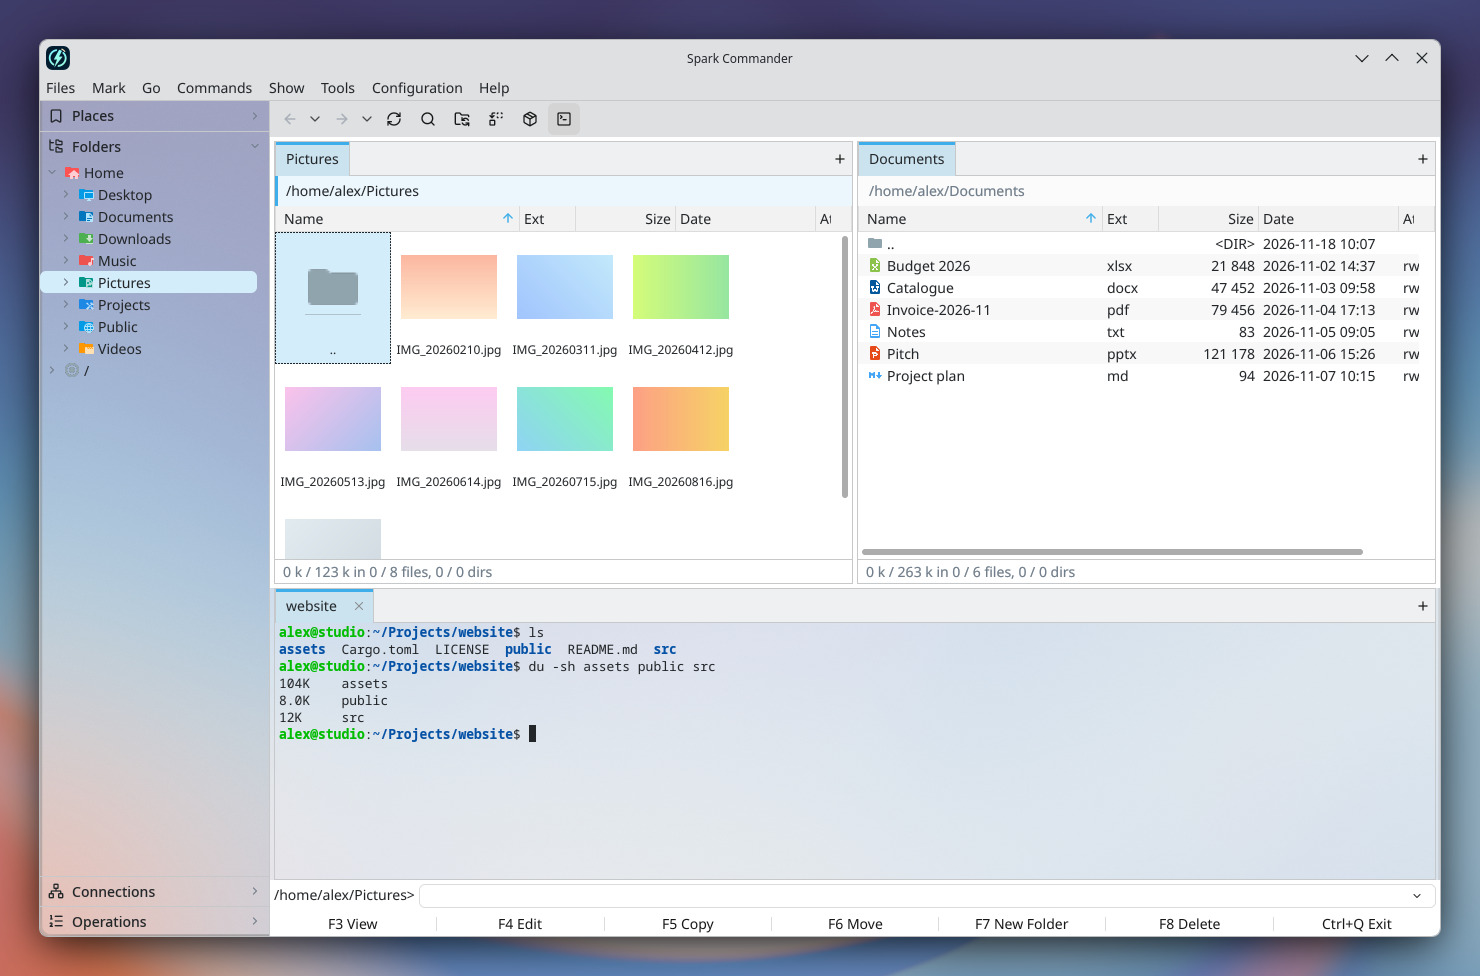 Spark Commander
Files Mark Go Commands Show Tools Configuration Help
Places
Folders
Home
Desktop
Documents
Downloads
Music
Pictures
Projects
Public
Videos
/
Connections
Operations
Pictures
/home/alex/Pictures
Name Ext Size Date At
..
IMG_20260210.jpg
IMG_20260311.jpg
IMG_20260412.jpg
IMG_20260513.jpg
IMG_20260614.jpg
IMG_20260715.jpg
IMG_20260816.jpg
0 k / 123 k in 0 / 8 files, 0 / 0 dirs
Documents
/home/alex/Documents
Name Ext Size Date At
.. <DIR> 2026-11-18 10:07
Budget 2026 xlsx 21 848 2026-11-02 14:37 rw
Catalogue docx 47 452 2026-11-03 09:58 rw
Invoice-2026-11 pdf 79 456 2026-11-04 17:13 rw
Notes txt 83 2026-11-05 09:05 rw
Pitch pptx 121 178 2026-11-06 15:26 rw
Project plan md 94 2026-11-07 10:15 rw
0 k / 263 k in 0 / 6 files, 0 / 0 dirs
website
alex@studio:~/Projects/website$ ls
assets Cargo.toml LICENSE public README.md src
alex@studio:~/Projects/website$ du -sh assets public src
104K assets
8.0K public
12K src
alex@studio:~/Projects/website$
/home/alex/Pictures>
F3 View F4 Edit F5 Copy F6 Move F7 New Folder F8 Delete Ctrl+Q Exit